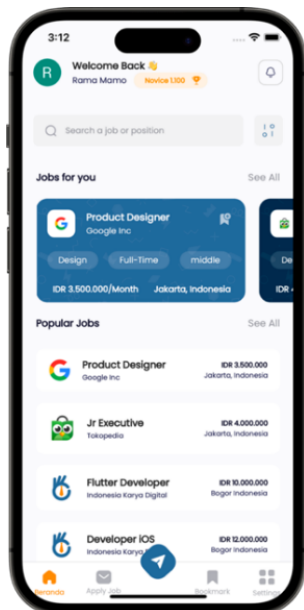 3:12
Welcome Back 👋
R
Rama Mamo Novice 1.100
Search a job or position
Jobs for you See All
Product Designer
Google Inc
Design Full-Time middle
IDR 3.500.000/Month Jakarta, Indonesia
De
IDR
Popular Jobs See All
Product Designer IDR 3.500.000
Google Inc Jakarta, Indonesia
Jr Executive IDR 4.000.000
Tokopedia Jakarta, Indonesia
Flutter Developer IDR 10.000.000
Indonesia Karya Digital Bogor Indonesia
Developer iOS IDR 12.000.000
Indonesia Karya Bogor Indonesia
Beranda Apply Job Bookmark Settings